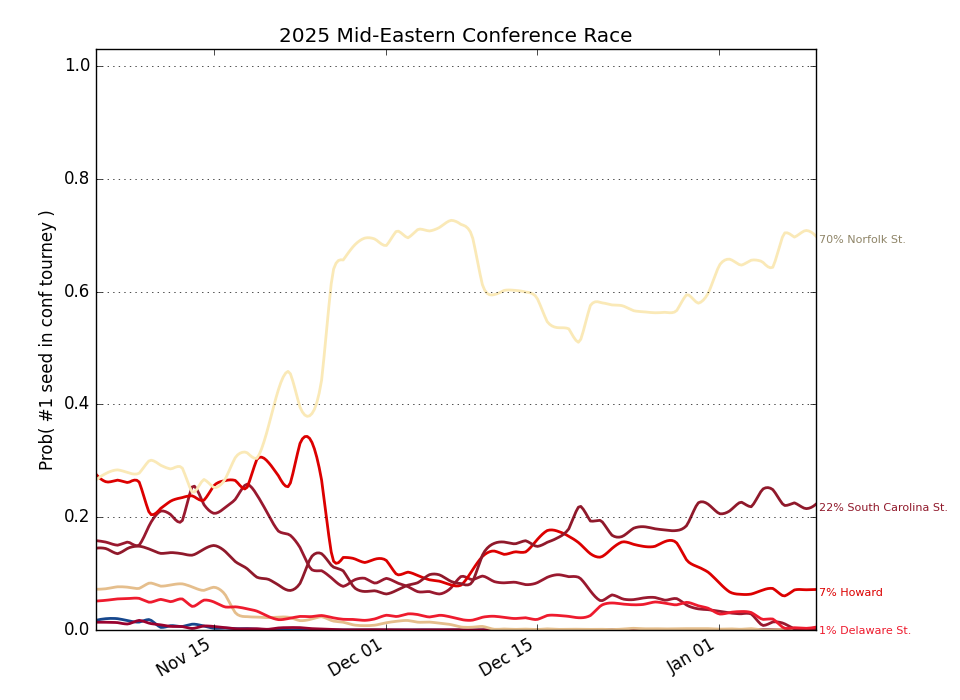 2025 Mid-Eastern Conference Race
Prob( #1 seed in conf tourney )
1.0
0.8
0.6
0.4
0.2
0.0
Nov 15
Dec 01
Dec 15
Jan 01
70% Norfolk St.
22% South Carolina St.
7% Howard
1% Delaware St.